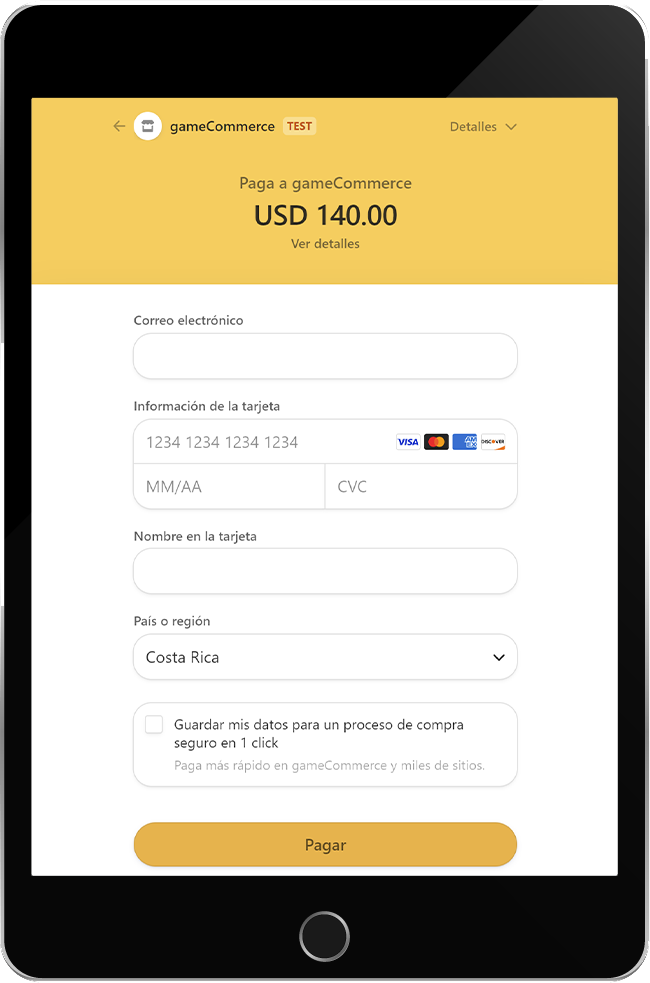 gameCommerce TEST Detalles
Paga a gameCommerce
USD 140.00
Ver detalles
Correo electrónico
Información de la tarjeta
1234 1234 1234 1234 VISA AM EX DISCOVER
MM/AA CVC
Nombre en la tarjeta
País o región
Costa Rica
Guardar mis datos para un proceso de compra
seguro en 1 click
Paga más rápido en gameCommerce y miles de sitios.
Pagar